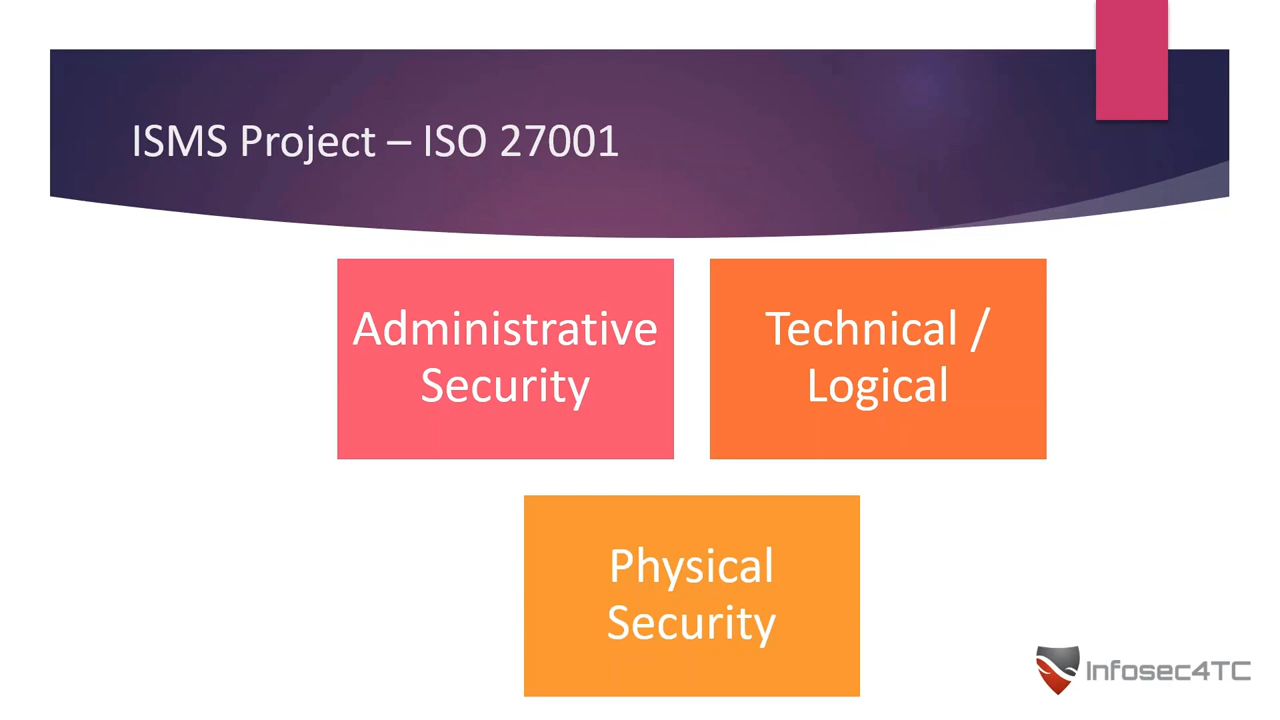 ISMS Project – ISO 27001
Administrative
Security
Technical /
Logical
Physical
Security
Infosec4TC